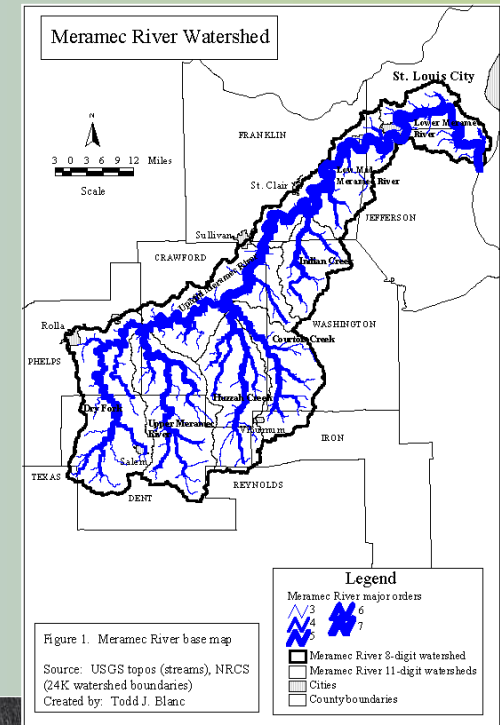 Meramec River Watershed
N
3 0 3 6 9 12 Miles
Scale
St. Louis City
Lower Meramec
River
FRANKLIN
Meramec River
St. Clair
JEFFERSON
Sullivan
CRAWFORD
Indian Creek
Upper Meramec River
WASHINGTON
Rolla
Courtois Creek
PHELPS
Huzzah Creek
Dry Fork
Upper Meramec
River
Viburnum
IRON
Salem
TEXAS
REYNOLDS
DENT
Legend
Meramec River major orders
3
4
5
6
7
Meramec River 8-digit watershed
Meramec River 11-digit watersheds
Cities
County boundaries
Figure 1. Meramec River base map
Source: USGS topos (streams), NRCS
(24K watershed boundaries)
Created by: Todd J. Blanc